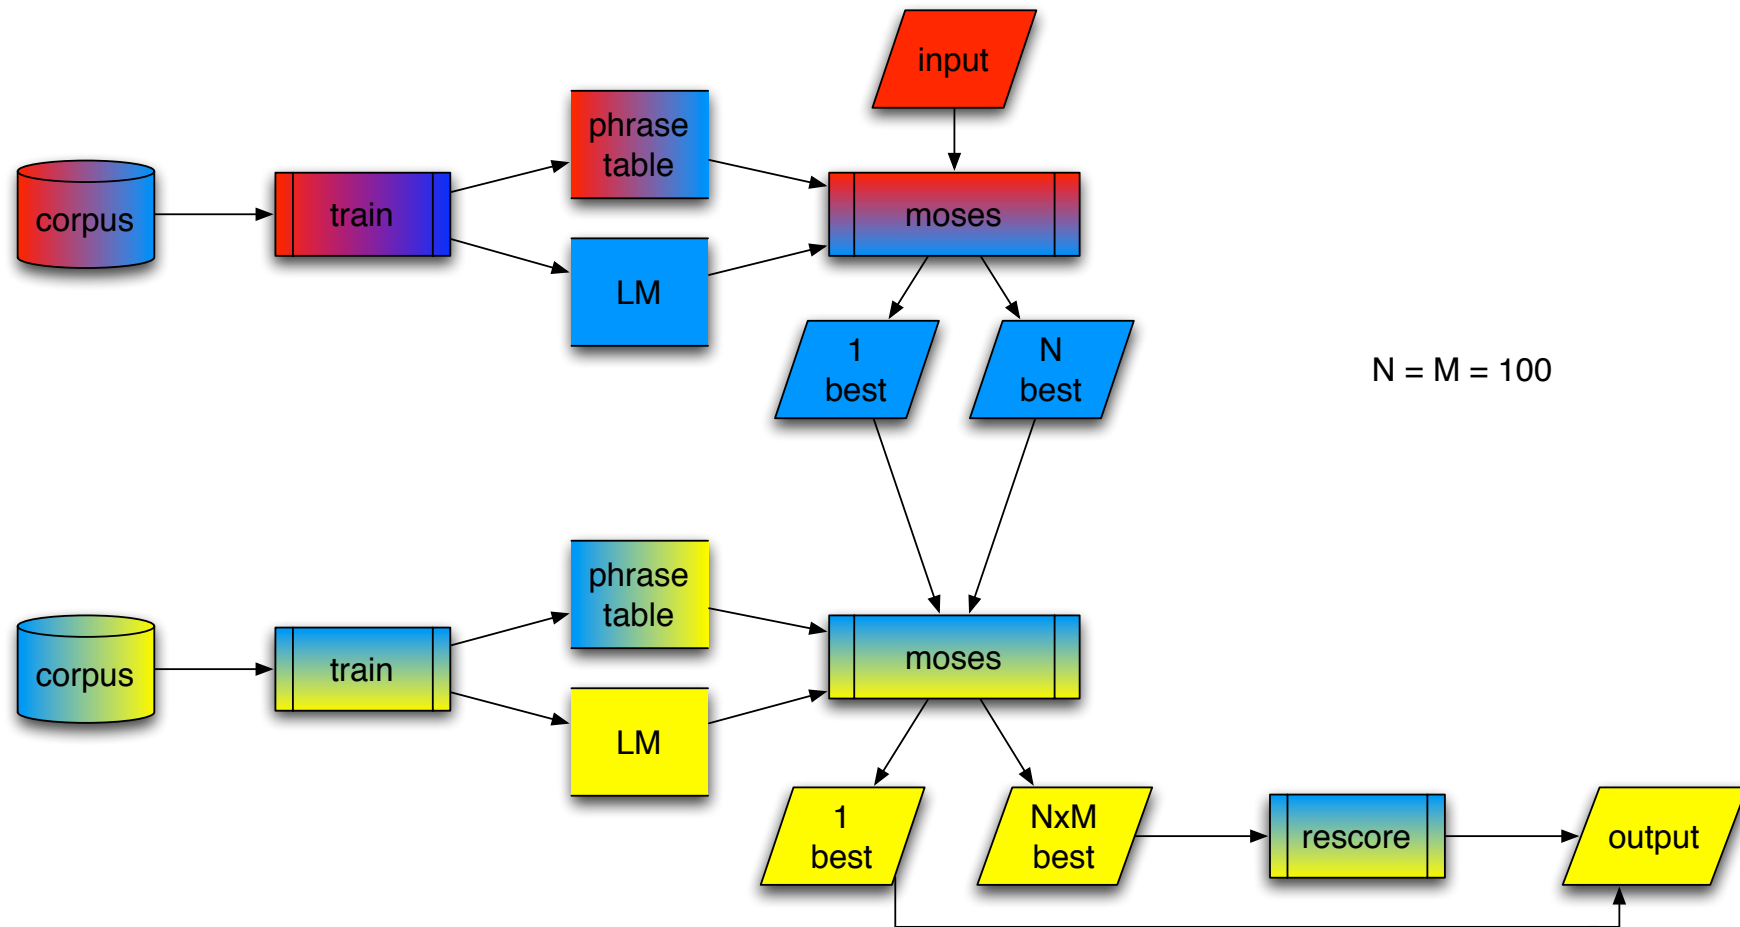 input
phrase
table
corpus
train
moses
LM
1
best
N
best
N = M = 100
phrase
table
corpus
train
moses
LM
1
best
NxM
best
rescore
output